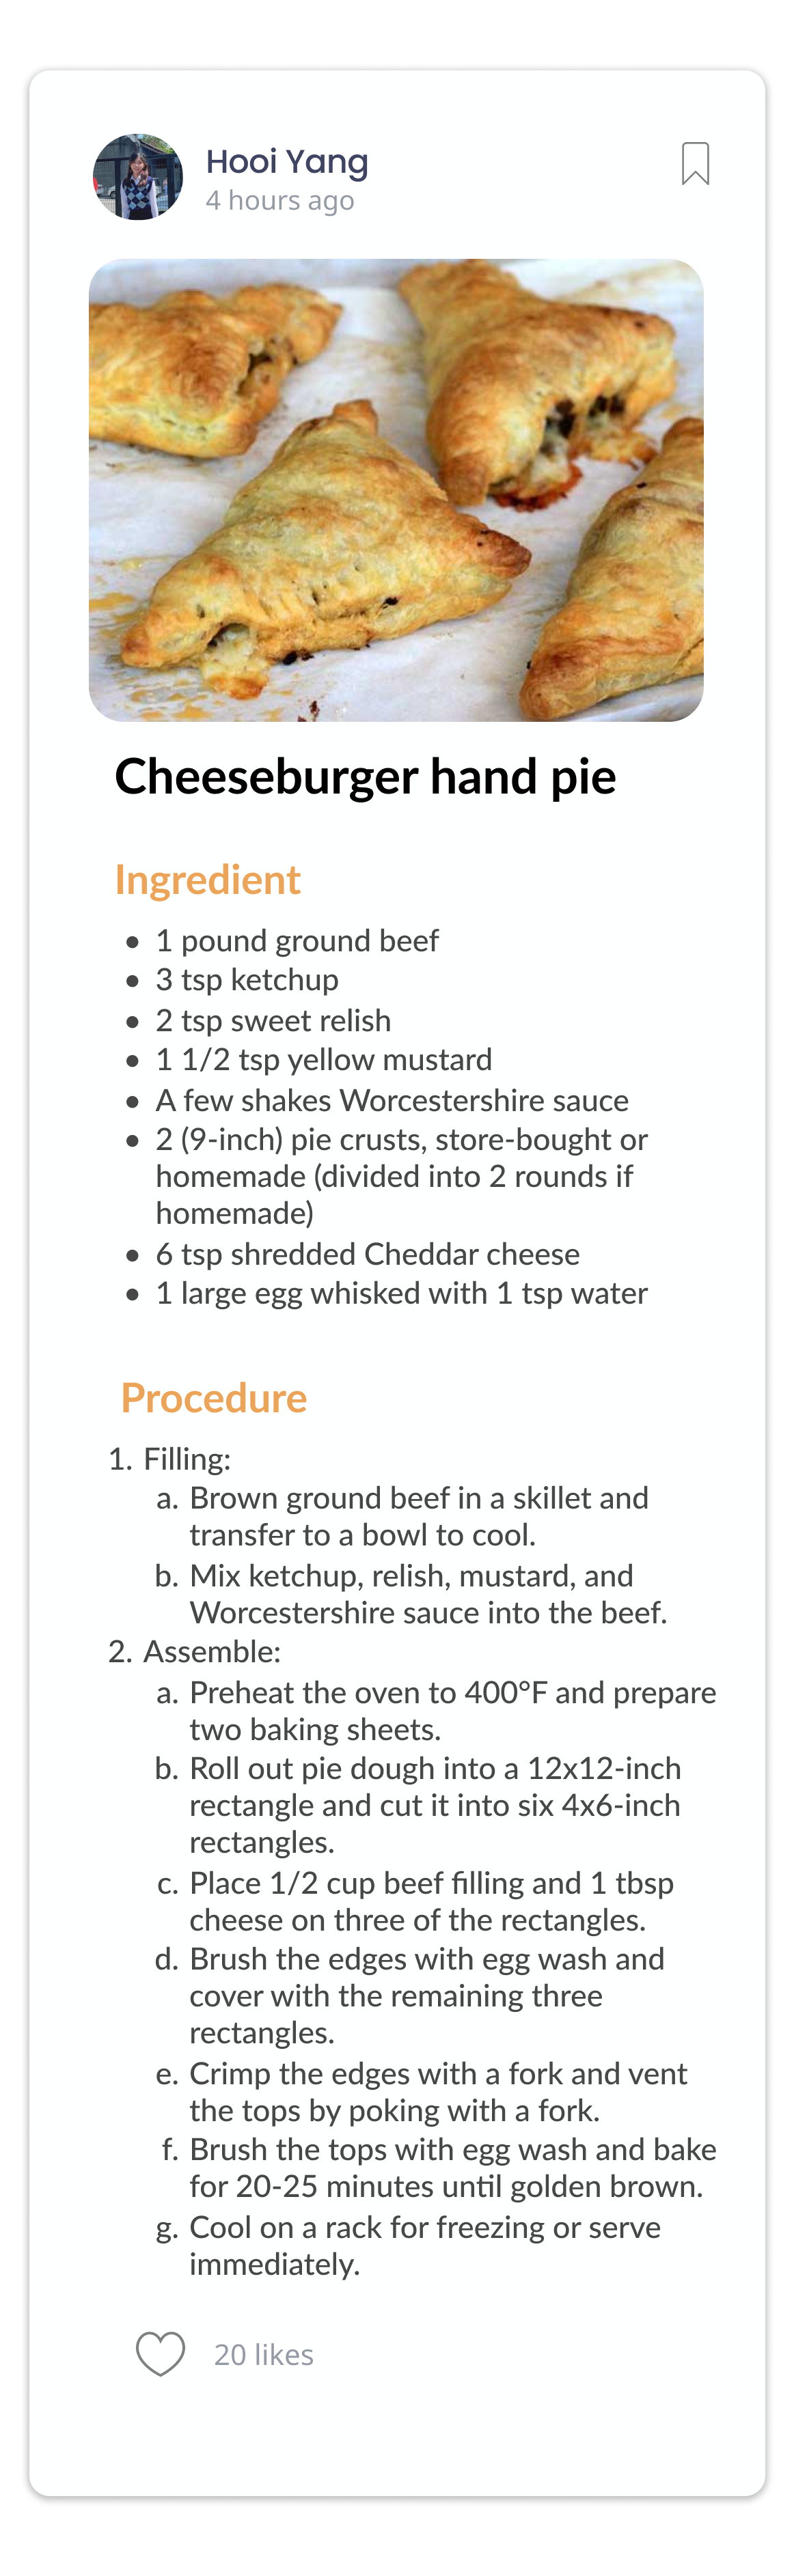 Hooi Yang
4 hours ago
Cheeseburger hand pie
Ingredient
• 1 pound ground beef
• 3 tsp ketchup
• 2 tsp sweet relish
• 1 1/2 tsp yellow mustard
• A few shakes Worcestershire sauce
• 2 (9-inch) pie crusts, store-bought or
homemade (divided into 2 rounds if
homemade)
• 6 tsp shredded Cheddar cheese
• 1 large egg whisked with 1 tsp water
Procedure
1. Filling:
a. Brown ground beef in a skillet and
transfer to a bowl to cool.
b. Mix ketchup, relish, mustard, and
Worcestershire sauce into the beef.
2. Assemble:
a. Preheat the oven to 400°F and prepare
two baking sheets.
b. Roll out pie dough into a 12x12-inch
rectangle and cut it into six 4x6-inch
rectangles.
c. Place 1/2 cup beef filling and 1 tbsp
cheese on three of the rectangles.
d. Brush the edges with egg wash and
cover with the remaining three
rectangles.
e. Crimp the edges with a fork and vent
the tops by poking with a fork.
f. Brush the tops with egg wash and bake
for 20-25 minutes until golden brown.
g. Cool on a rack for freezing or serve
immediately.
20 likes